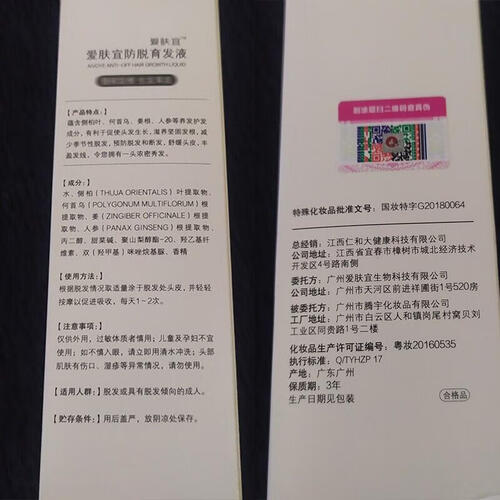 爱肤宜™
爱肤宜防脱育发液
AIVOYE ANTI-OFF HAIR GROWTH LIQUID
【产品特点】
蕴含侧柏叶、何首乌、姜根、人参等养发护发
成分，有利于促使头发生长，滋养坚固发根，减
少季节性脱发，预防脱发和断发，舒缓头皮，丰
盈发线，令您拥有一头浓密秀发。
【成分】
水、侧柏（THUJA ORIENTALIS）叶提取物、
何首乌（POLYGONUM MULTIFLORUM）根
提取物、姜（ZINGIBER OFFICINALE）根提
取物、人参（PANAX GINSENG）根提取物、
丙二醇、甜菜碱、聚山梨醇酯-20、羟乙基纤
维素、双（羟甲基）咪唑烷基脲、香精
【使用方法】
根据脱发情况取适量涂于脱发处头皮，并轻轻
按摩以促进吸收，每天1~2次。
【注意事项】
仅供外用，过敏体质者慎用；儿童及孕妇不宜
使用；如不慎入眼，请立即用清水冲洗；头部
肌肤有伤口、湿疹等异常情况，请勿使用。
【适用人群】脱发或具有脱发倾向的成人。
【贮存条件】用后盖严，放阴凉处保存。
刮涂层扫二维码查真伪
特殊化妆品批准文号：国妆特字G20180064
总经销：江西仁和大健康科技有限公司
公司地址：江西省宜春市樟树市城北经济技术
开发区4号路南侧
委托方：广州爱肤宜生物科技有限公司
公司地址：广州市天河区前进祥圃街1号520房
被委托方：广州市腾宇化妆品有限公司
工厂地址：广州市白云区人和镇岗尾村窝贝刘
工业区同贵路1号二楼
化妆品生产许可证编号：粤妆20160535
执行标准：Q/TYHZP 17
产地：广东广州
保质期：3年
生产日期见包装
合格品